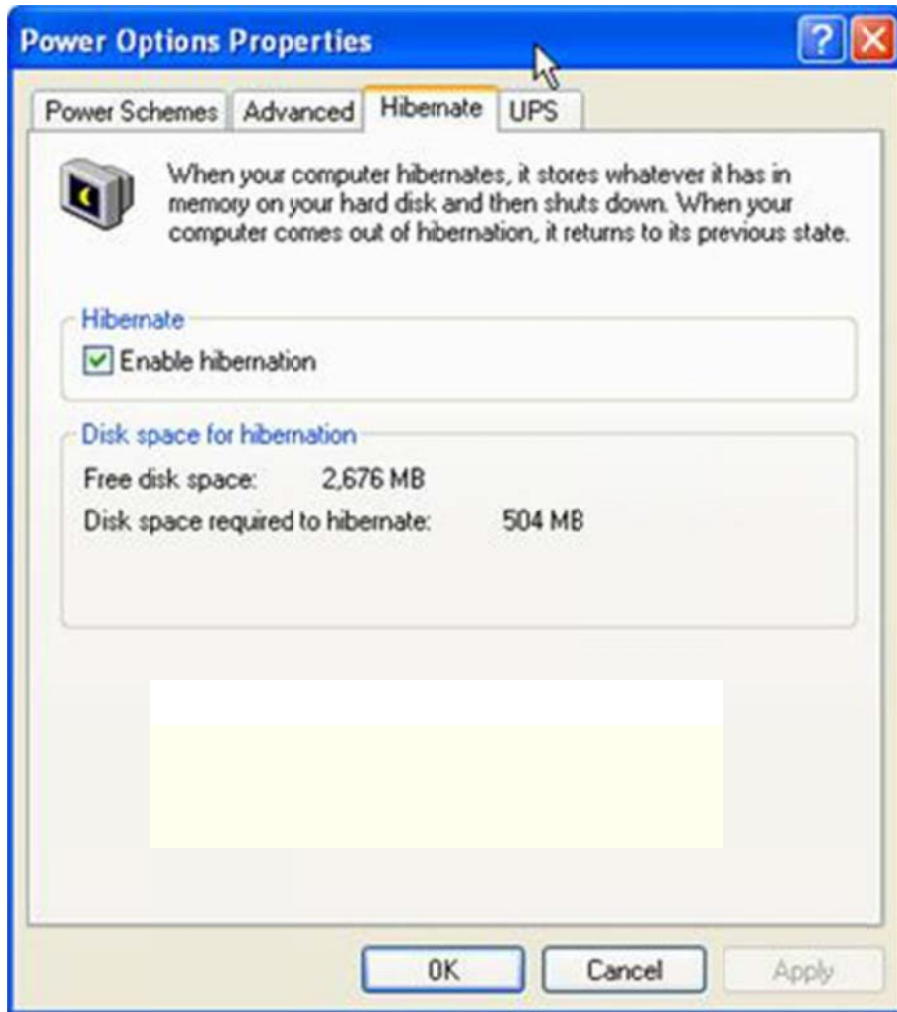 Power Options Properties
Power Schemes Advanced Hibernate UPS
When your computer hibernates, it stores whatever it has in
memory on your hard disk and then shuts down. When your
computer comes out of hibernation, it returns to its previous state.
Hibernate
Enable hibernation
Disk space for hibernation
Free disk space: 2,676 MB
Disk space required to hibernate: 504 MB
OK Cancel Apply